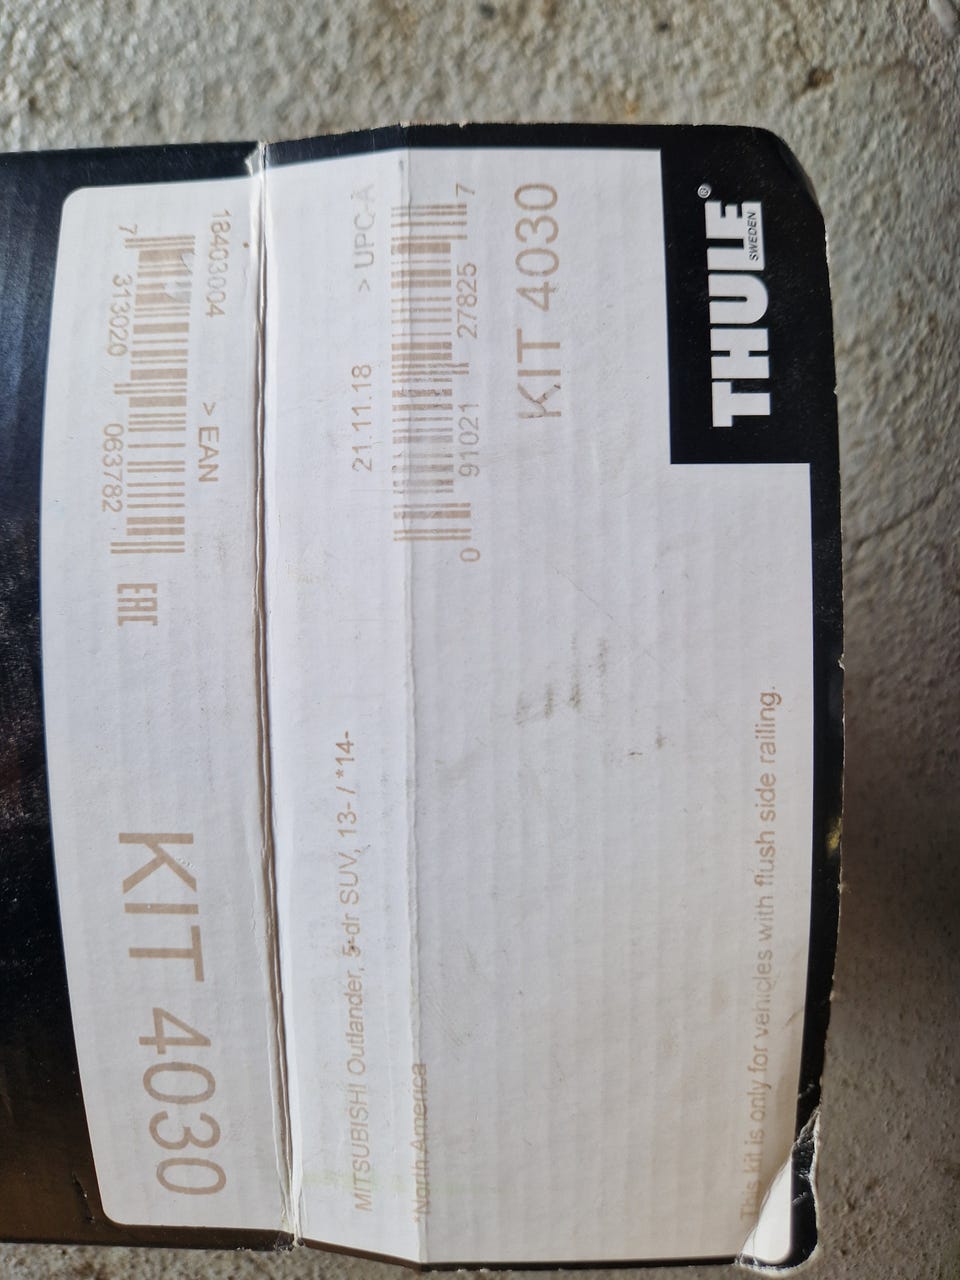 THULE®
SWEDEN
KIT 4030
7
0 91021 27825
21.11.18 > UPC-A
MITSUBISHI Outlander, 5-dr SUV, 13- / *14-
*North America
This kit is only for vehicles with flush side railing.
18403004 > EAN
7 313020 063782
EAC
KIT 4030